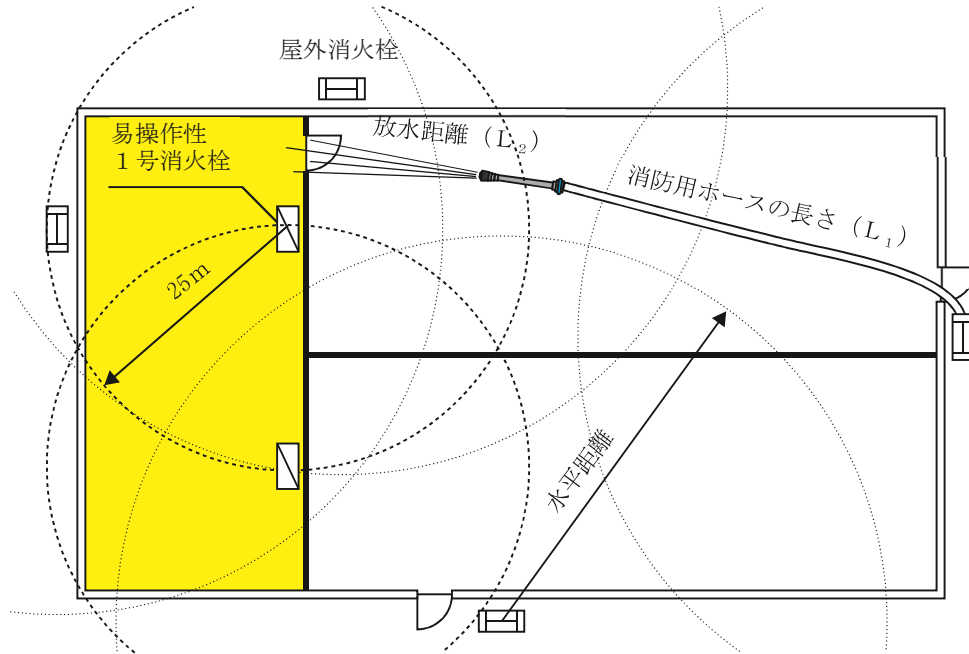 屋外消火栓
易操作性
１号消火栓
放水距離（L₂）
消防用ホースの長さ（L₁）
25m
水平距離